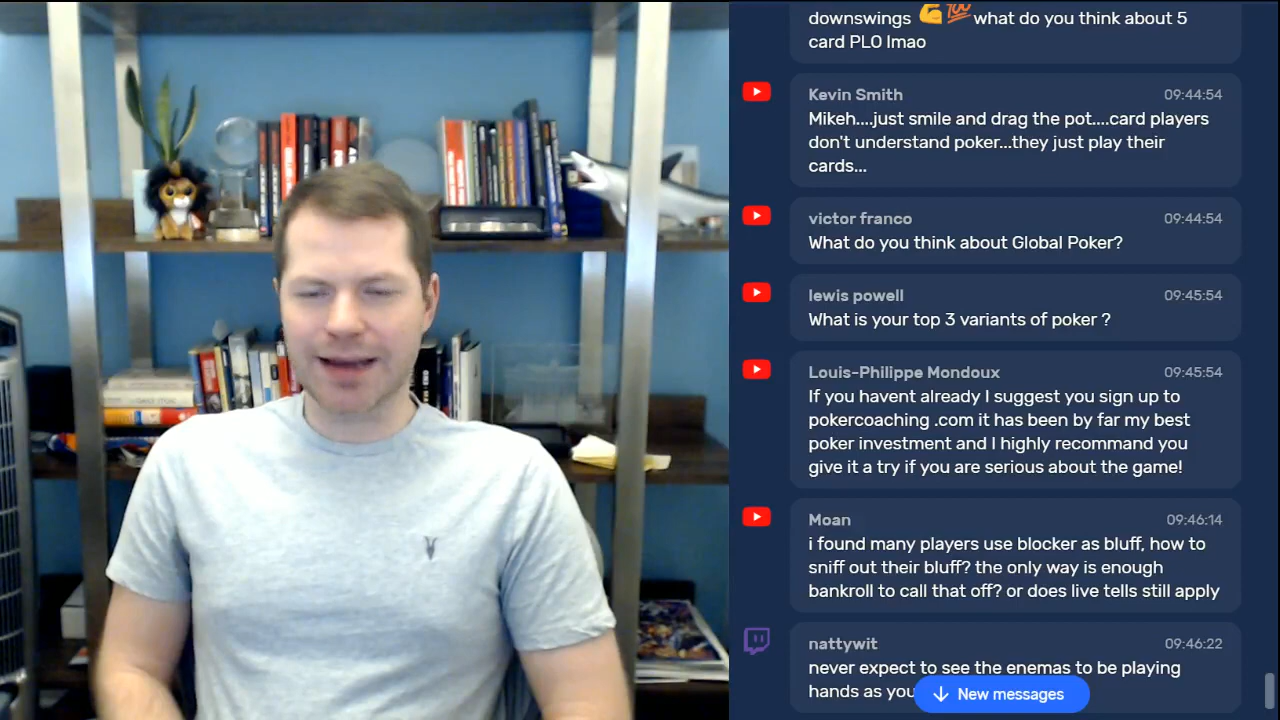 downswings 💪💯 what do you think about 5
card PLO lmao
Kevin Smith 09:44:54
Mikeh....just smile and drag the pot....card players
don't understand poker...they just play their
cards...
victor franco 09:44:54
What do you think about Global Poker?
lewis powell 09:45:54
What is your top 3 variants of poker ?
Louis-Philippe Mondoux 09:45:54
If you havent already I suggest you sign up to
pokercoaching .com it has been by far my best
poker investment and I highly recommand you
give it a try if you are serious about the game!
Moan 09:46:14
i found many players use blocker as bluff, how to
sniff out their bluff? the only way is enough
bankroll to call that off? or does live tells still apply
nattywit 09:46:22
never expect to see the enemas to be playing
hands as you
New messages